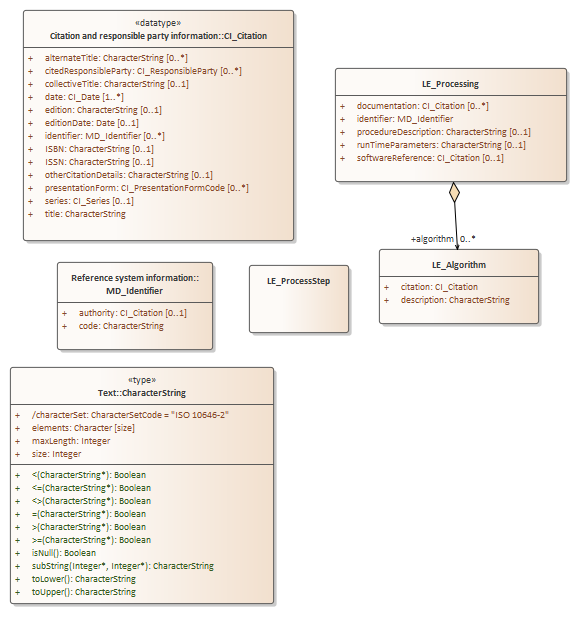 «datatype»
Citation and responsible party information::CI_Citation
+ alternateTitle: CharacterString [0..*]
+ citedResponsibleParty: CI_ResponsibleParty [0..*]
+ collectiveTitle: CharacterString [0..1]
+ date: CI_Date [1..*]
+ edition: CharacterString [0..1]
+ editionDate: Date [0..1]
+ identifier: MD_Identifier [0..*]
+ ISBN: CharacterString [0..1]
+ ISSN: CharacterString [0..1]
+ otherCitationDetails: CharacterString [0..1]
+ presentationForm: CI_PresentationFormCode [0..*]
+ series: CI_Series [0..1]
+ title: CharacterString
LE_Processing
+ documentation: CI_Citation [0..*]
+ identifier: MD_Identifier
+ procedureDescription: CharacterString [0..1]
+ runTimeParameters: CharacterString [0..1]
+ softwareReference: CI_Citation [0..1]
+algorithm 0..*
Reference system information::
MD_Identifier
+ authority: CI_Citation [0..1]
+ code: CharacterString
LE_ProcessStep
LE_Algorithm
+ citation: CI_Citation
+ description: CharacterString
«type»
Text::CharacterString
+ /characterSet: CharacterSetCode = "ISO 10646-2"
+ elements: Character [size]
+ maxLength: Integer
+ size: Integer
+ <(CharacterString*): Boolean
+ <=(CharacterString*): Boolean
+ <>(CharacterString*): Boolean
+ =(CharacterString*): Boolean
+ >(CharacterString*): Boolean
+ >=(CharacterString*): Boolean
+ isNull(): Boolean
+ subString(Integer*, Integer*): CharacterString
+ toLower(): CharacterString
+ toUpper(): CharacterString